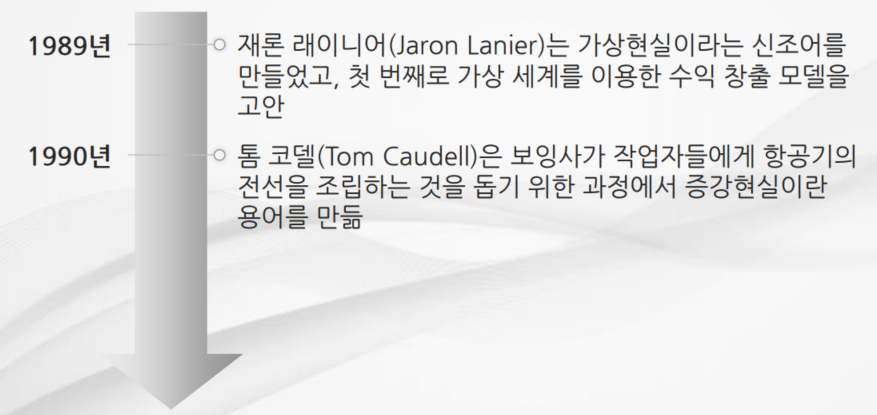 1989년
재론 래이니어(Jaron Lanier)는 가상현실이라는 신조어를
만들었고, 첫 번째로 가상 세계를 이용한 수익 창출 모델을
고안
1990년
톰 코델(Tom Caudell)은 보잉사가 작업자들에게 항공기의
전선을 조립하는 것을 돕기 위한 과정에서 증강현실이란
용어를 만듦